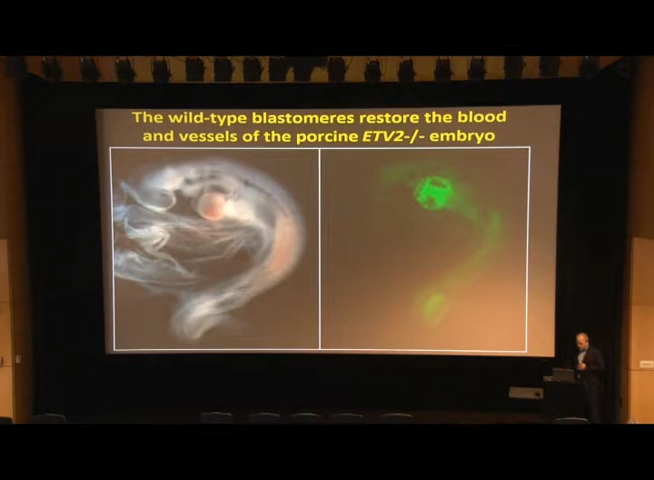 The wild-type blastomeres restore the blood
and vessels of the porcine ETV2-/- embryo